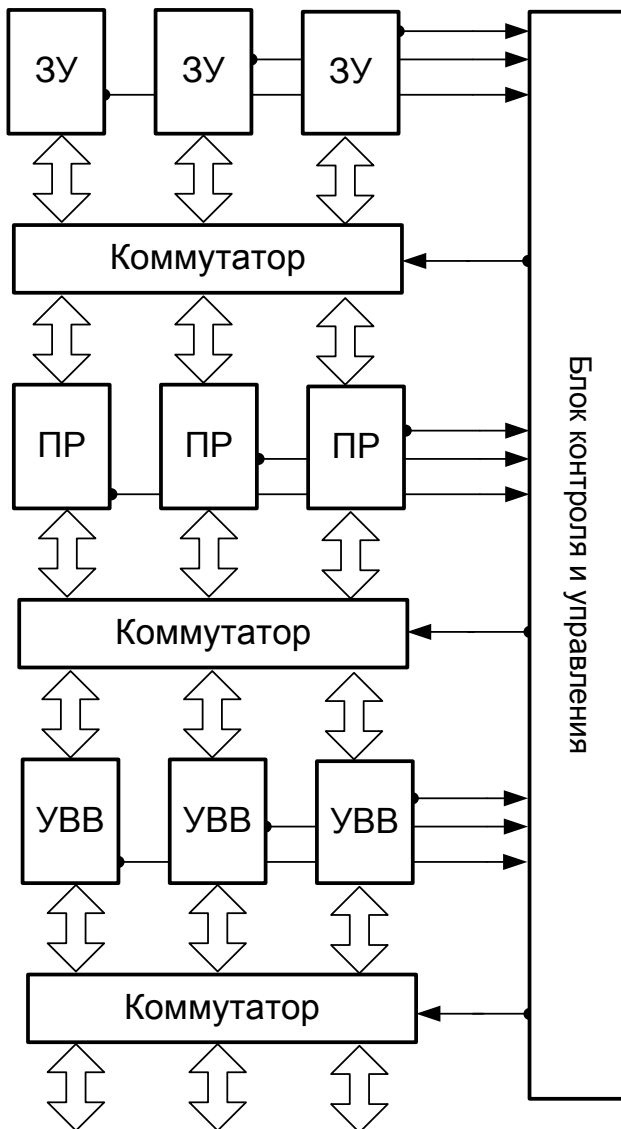 ЗУ ЗУ ЗУ
Коммутатор
ПР ПР ПР
Коммутатор
УВВ УВВ УВВ
Коммутатор
Блок контроля и управления